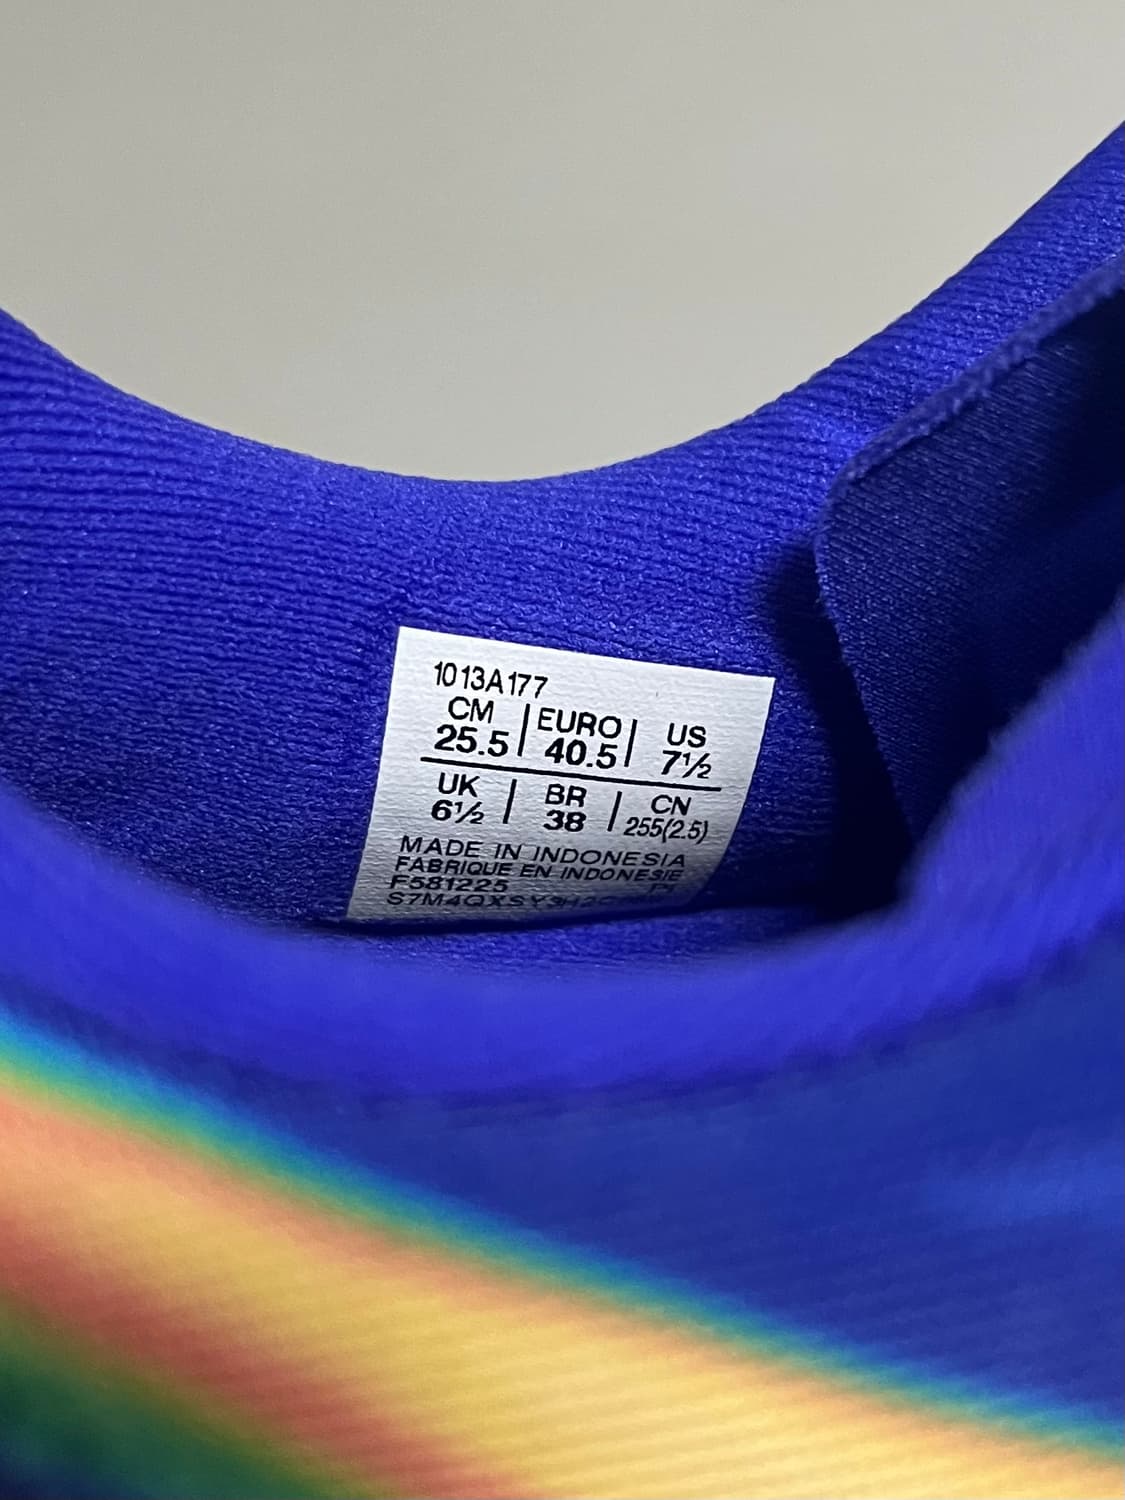 1013A177
CM | EURO | US
25.5 | 40.5 | 7½
UK | BR | CN
6½ | 38 | 255(2.5)
MADE IN INDONESIA
FABRIQUE EN INDONESIE
F581225